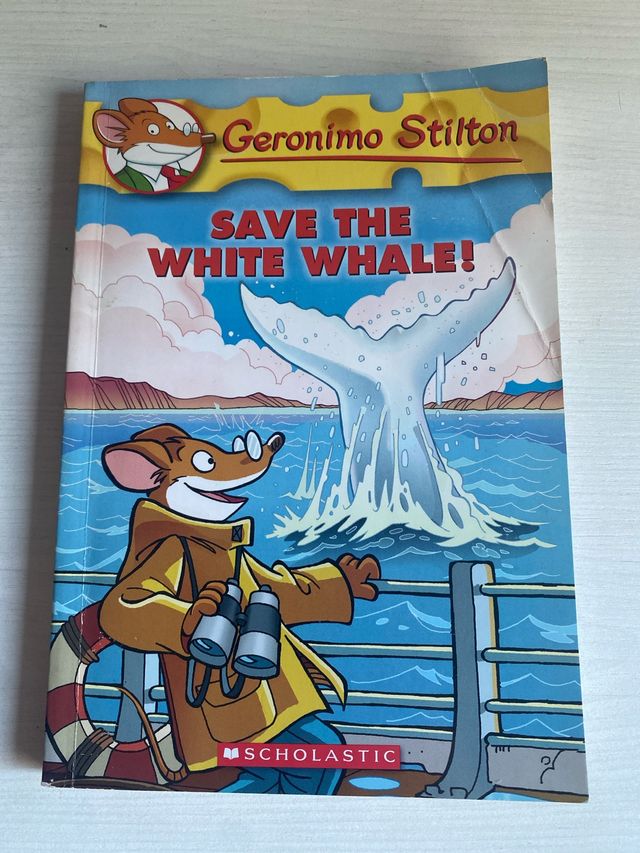 Geronimo Stilton
SAVE THE
WHITE WHALE!
SCHOLASTIC